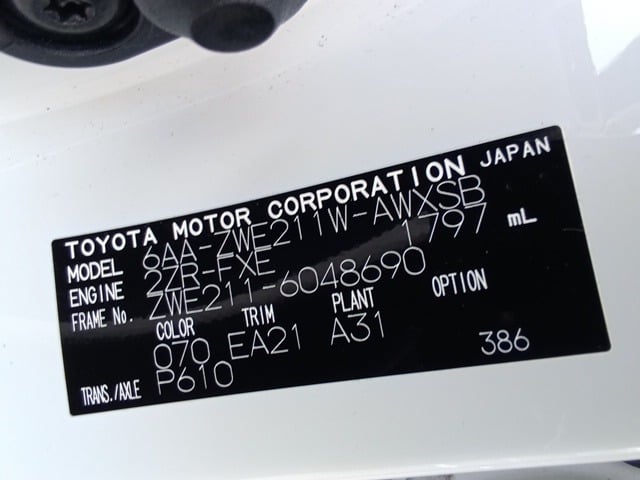 TOYOTA MOTOR CORPORATION JAPAN
MODEL 6AA-ZWE211W-AWXSB
ENGINE 2ZR-FXE 1797 mL
FRAME No. ZWE211-6048690
COLOR TRIM PLANT OPTION
070 EA21 A31
TRANS./AXLE P610 386